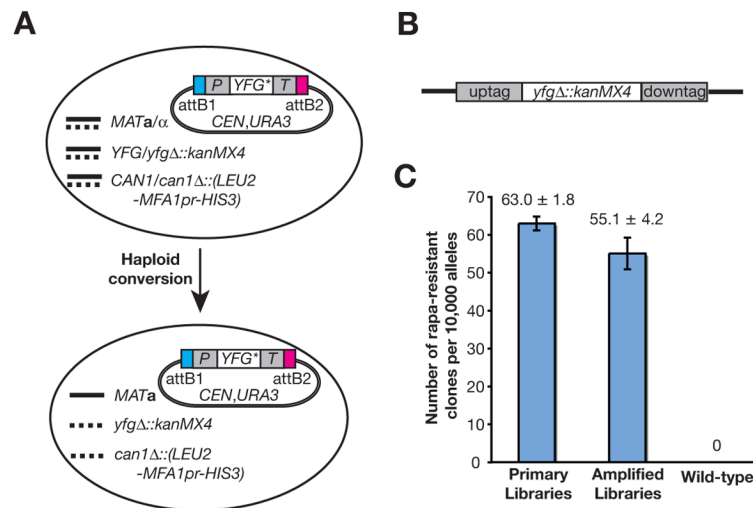 A
P YFG* T
attB1 attB2
CEN,URA3
MATa/α
YFG/yfgΔ::kanMX4
CAN1/can1Δ::(LEU2
-MFA1pr-HIS3)
Haploid
conversion
P YFG* T
attB1 attB2
CEN,URA3
MATa
yfgΔ::kanMX4
can1Δ::(LEU2
-MFA1pr-HIS3)
B
uptag yfgΔ::kanMX4 downtag
C
Number of rapa-resistant
clones per 10,000 alleles
70
60
50
40
30
20
10
0
63.0 ± 1.8
55.1 ± 4.2
0
Primary
Libraries
Amplified
Libraries
Wild-type